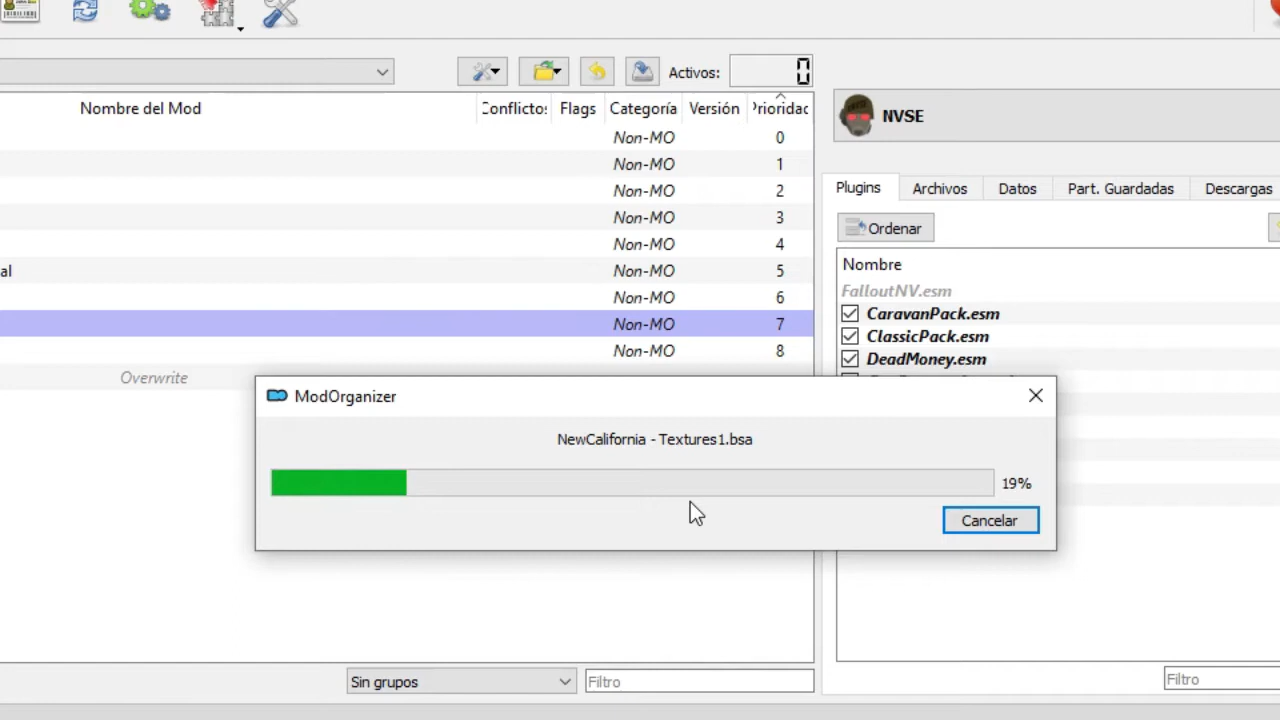 Activos: 0
Nombre del Mod Conflictos Flags Categoría Versión Prioridad
Non-MO 0
Non-MO 1
Non-MO 2
Non-MO 3
Non-MO 4
al Non-MO 5
Non-MO 6
Non-MO 7
Non-MO 8
Overwrite
Sin grupos Filtro
NVSE
Plugins Archivos Datos Part. Guardadas Descargas
Ordenar
Nombre
FalloutNV.esm
CaravanPack.esm
ClassicPack.esm
DeadMoney.esm
Filtro
ModOrganizer
NewCalifornia - Textures1.bsa
19%
Cancelar